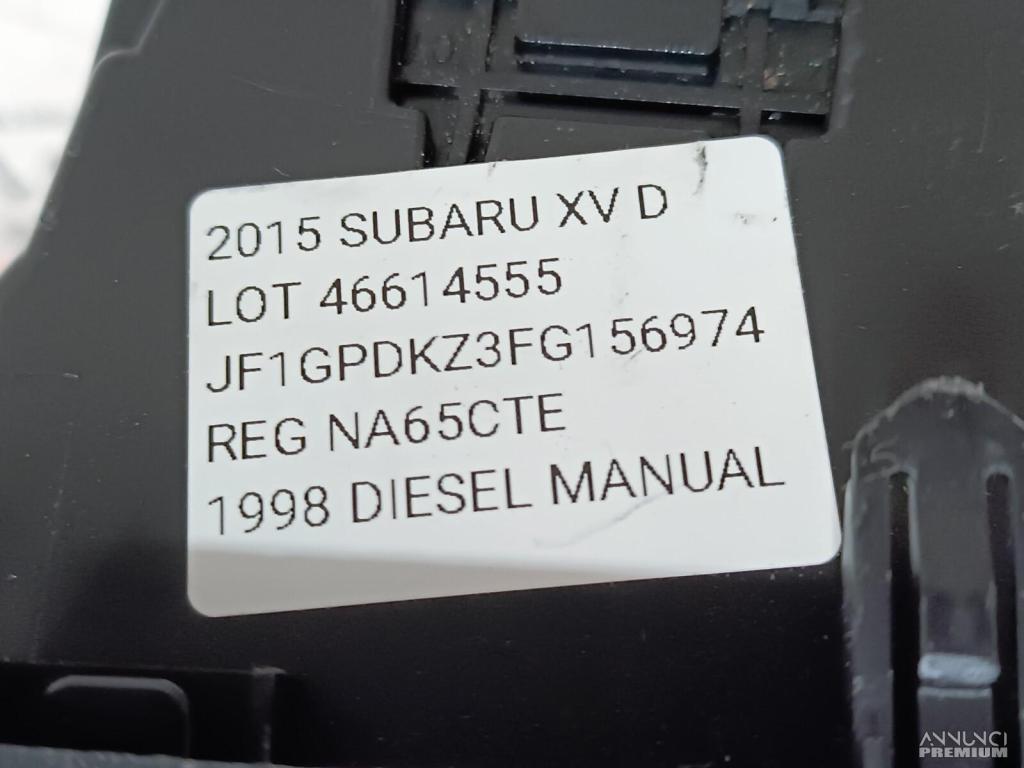 2015 SUBARU XV D
LOT 46614555
JF1GPDKZ3FG156974
REG NA65CTE
1998 DIESEL MANUAL
ANNUNCI
PREMIUM